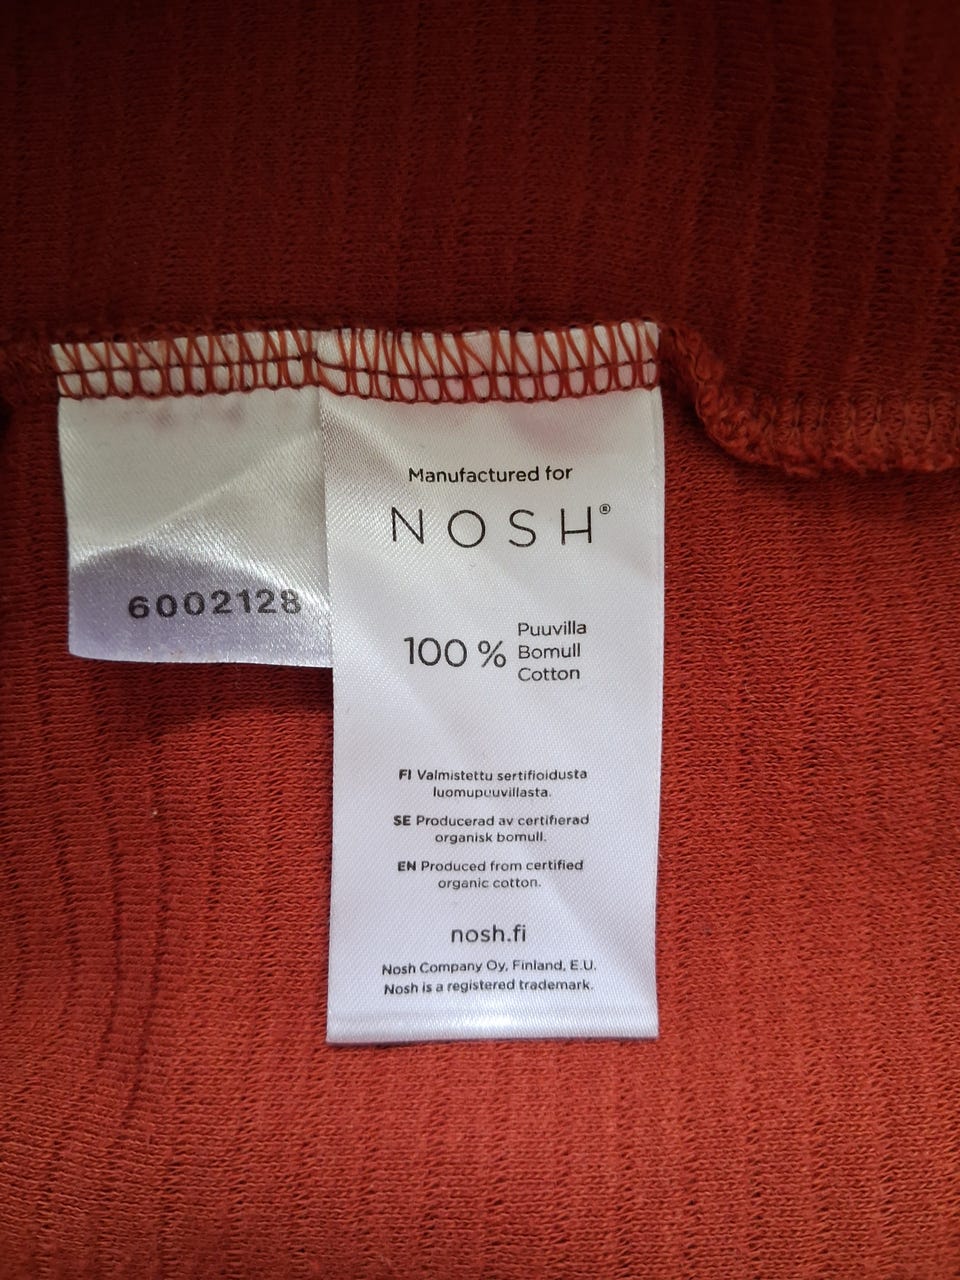 6002128
Manufactured for
NOSH®
100 % Puuvilla
Bomull
Cotton
FI Valmistettu sertifioidusta
luomupuuvillasta.
SE Producerad av certifierad
organisk bomull.
EN Produced from certified
organic cotton.
nosh.fi
Nosh Company Oy, Finland, E.U.
Nosh is a registered trademark.